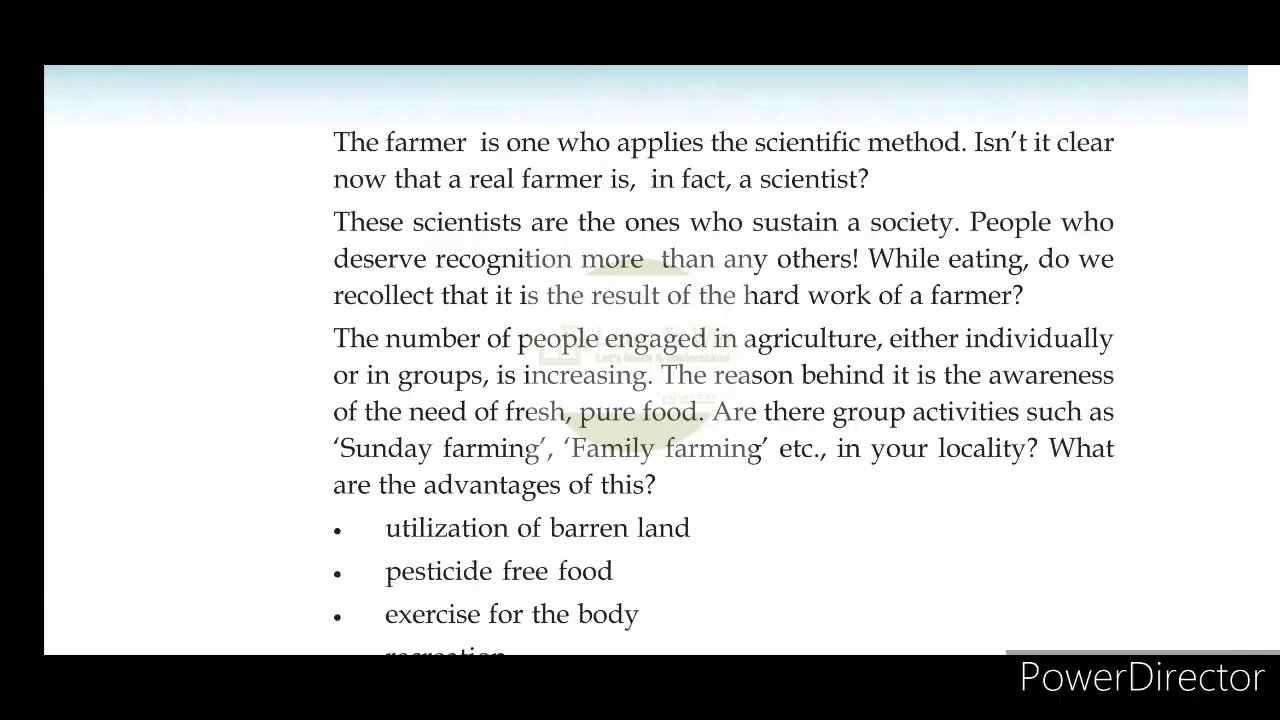 The farmer is one who applies the scientific method. Isn't it clear
now that a real farmer is, in fact, a scientist?
These scientists are the ones who sustain a society. People who
deserve recognition more than any others! While eating, do we
recollect that it is the result of the hard work of a farmer?
The number of people engaged in agriculture, either individually
or in groups, is increasing. The reason behind it is the awareness
of the need of fresh, pure food. Are there group activities such as
‘Sunday farming’, ‘Family farming’ etc., in your locality? What
are the advantages of this?
• utilization of barren land
• pesticide free food
• exercise for the body
PowerDirector